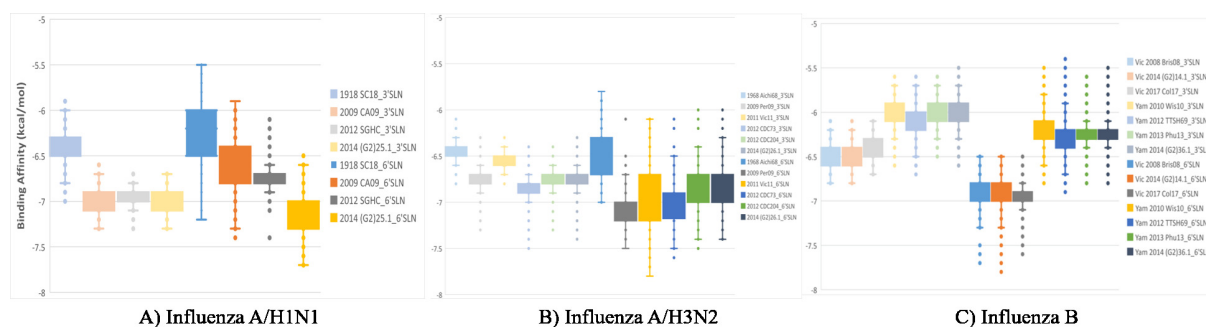 Binding Affinity (kcal/mol)
-5
-5.5
-6
-6.5
-7
-7.5
-8
1918 SC18_3'SLN
2009 CA09_3'SLN
2012 SGHC_3'SLN
2014 (G2)25.1_3'SLN
1918 SC18_6'SLN
2009 CA09_6'SLN
2012 SGHC_6'SLN
2014 (G2)25.1_6'SLN
A) Influenza A/H1N1
-5
-5.5
-6
-6.5
-7
-7.5
-8
1968 Aichi68_3'SLN
2009 Per09_3'SLN
2011 Vic11_3'SLN
2012 CDC73_3'SLN
2012 CDC204_3'SLN
2014 (G2)26.1_3'SLN
1968 Aichi68_6'SLN
2009 Per09_6'SLN
2011 Vic11_6'SLN
2012 CDC73_6'SLN
2012 CDC204_6'SLN
2014 (G2)26.1_6'SLN
B) Influenza A/H3N2
-5
-5.5
-6
-6.5
-7
-7.5
-8
Vic 2008 Bris08_3'SLN
Vic 2014 (G2)14.1_3'SLN
Vic 2017 Col17_3'SLN
Yam 2010 Wis10_3'SLN
Yam 2012 TTSH69_3'SLN
Yam 2013 Phu13_3'SLN
Yam 2014 (G2)36.1_3'SLN
Vic 2008 Bris08_6'SLN
Vic 2014 (G2)14.1_6'SLN
Vic 2017 Col17_6'SLN
Yam 2010 Wis10_6'SLN
Yam 2012 TTSH69_6'SLN
Yam 2013 Phu13_6'SLN
Yam 2014 (G2)36.1_6'SLN
C) Influenza B